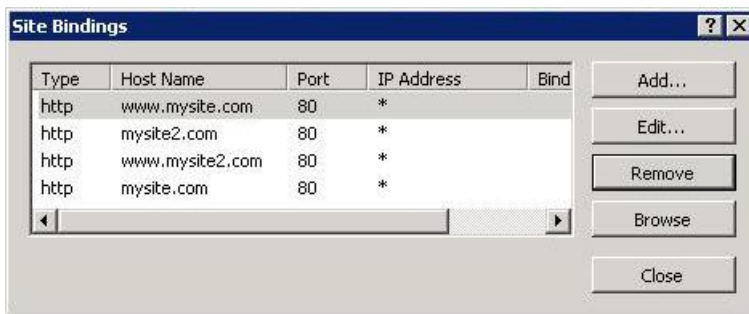 Site Bindings
Type Host Name Port IP Address Bind
http www.mysite.com 80 *
http mysite2.com 80 *
http www.mysite2.com 80 *
http mysite.com 80 *
Add...
Edit...
Remove
Browse
Close